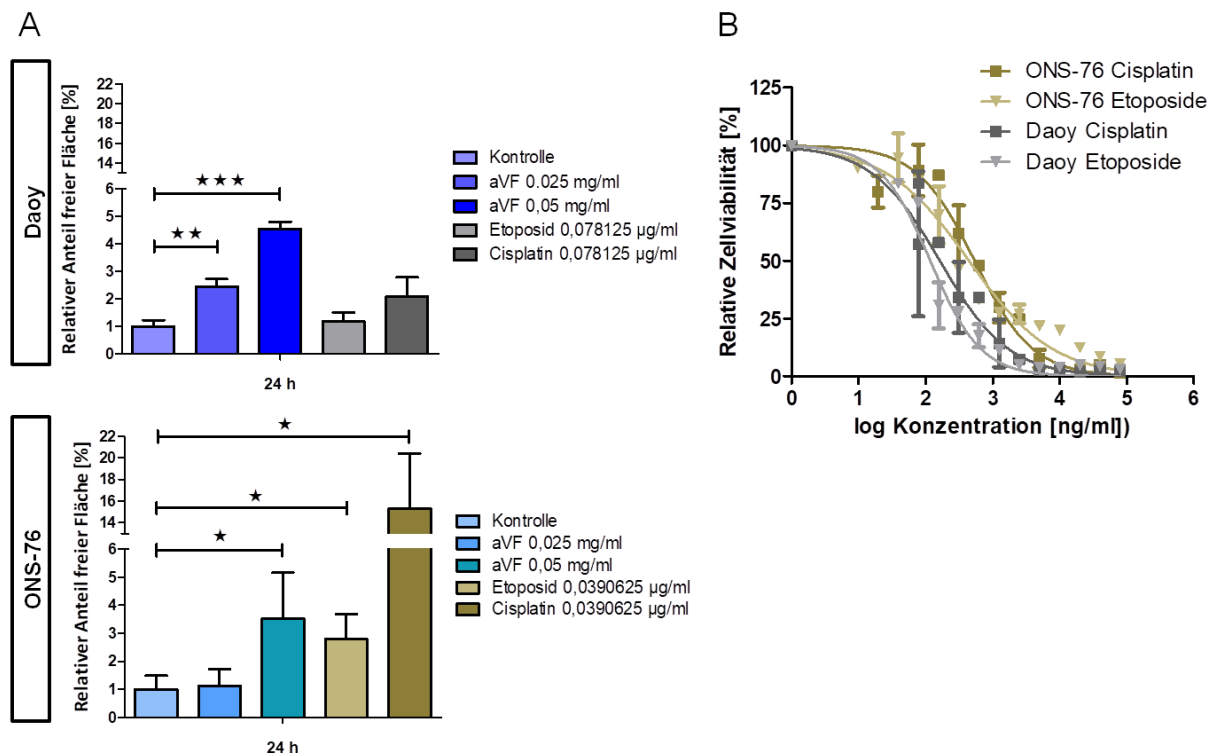 A
Daoy
Relativer Anteil freier Fläche [%]
22
20
18
16
14
6
5
4
3
2
1
0
★★★
★★
24 h
Kontrolle
aVF 0.025 mg/ml
aVF 0,05 mg/ml
Etoposid 0,078125 µg/ml
Cisplatin 0,078125 µg/ml
ONS-76
Relativer Anteil freier Fläche [%]
22
20
18
16
14
6
5
4
3
2
1
0
★
★
★
24 h
Kontrolle
aVF 0,025 mg/ml
aVF 0,05 mg/ml
Etoposid 0,0390625 µg/ml
Cisplatin 0,0390625 µg/ml
B
Relative Zellviabilität [%]
125
100
75
50
25
0
0 1 2 3 4 5 6
log Konzentration [ng/ml])
ONS-76 Cisplatin
ONS-76 Etoposide
Daoy Cisplatin
Daoy Etoposide